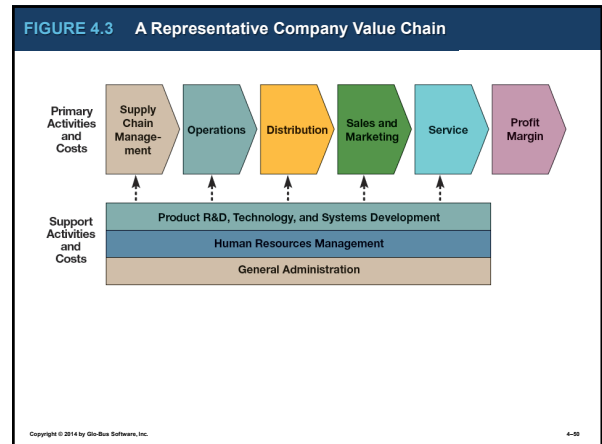 FIGURE 4.3 A Representative Company Value Chain
Primary
Activities
and
Costs
Supply
Chain
Manage-
ment
Operations
Distribution
Sales and
Marketing
Service
Profit
Margin
Support
Activities
and
Costs
Product R&D, Technology, and Systems Development
Human Resources Management
General Administration
Copyright © 2014 by Glo-Bus Software, Inc.
4–50